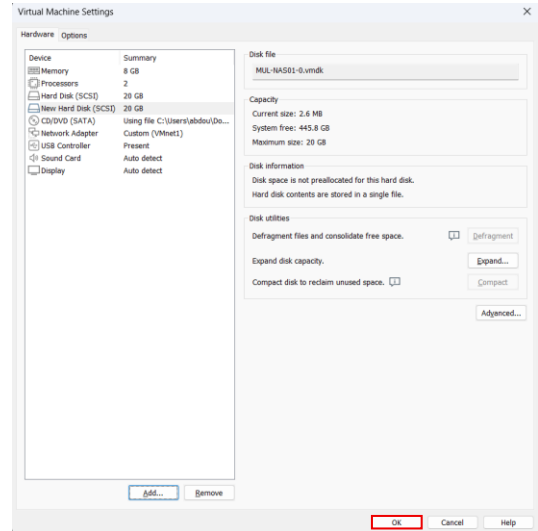 Virtual Machine Settings
Hardware Options
Device Summary
Memory 8 GB
Processors 2
Hard Disk (SCSI) 20 GB
New Hard Disk (SCSI) 20 GB
CD/DVD (SATA) Using file C:\Users\abdou\Do...
Network Adapter Custom (VMnet1)
USB Controller Present
Sound Card Auto detect
Display Auto detect
Add... Remove
Disk file
MUL-NAS01-0.vmdk
Capacity
Current size: 2.6 MB
System free: 445.8 GB
Maximum size: 20 GB
Disk information
Disk space is not preallocated for this hard disk.
Hard disk contents are stored in a single file.
Disk utilities
Defragment files and consolidate free space. Defragment
Expand disk capacity. Expand...
Compact disk to reclaim unused space. Compact
Advanced...
OK Cancel Help